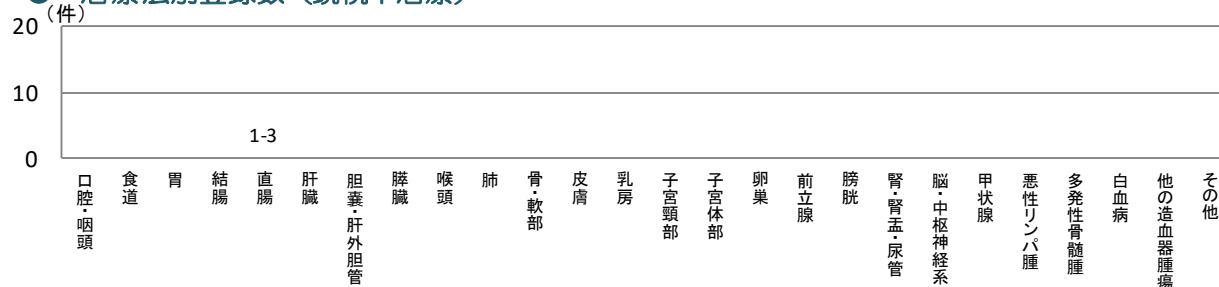 (件)
20
10
0
1-3
口腔・咽頭
食道
胃
結腸
直腸
肝臓
胆嚢・肝外胆管
膵臓
喉頭
肺
骨・軟部
皮膚
乳房
子宮頸部
子宮体部
卵巣
前立腺
膀胱
腎・腎盂・尿管
脳・中枢神経系
甲状腺
悪性リンパ腫
多発性骨髄腫
白血病
他の造血器腫瘍
その他